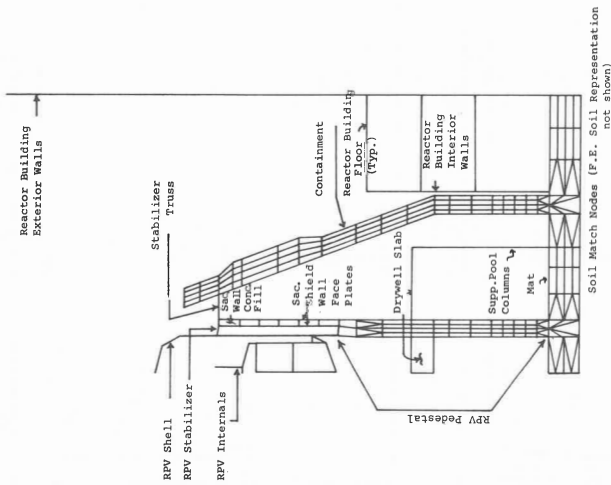 Reactor Building
Exterior Walls
Stabilizer
Truss
Containment
Reactor Building
Floor
(Typ.)
Reactor
Building
Interior
Walls
Sac.
Wall
Conc.
Fill
Sac.
Shield
Wall
Face
Plates
Drywell Slab
Supp.Pool
Columns
Mat
RPV Shell
RPV Stabilizer
RPV Internals
RPV Pedestal
Soil Match Nodes (F.E. Soil Representation
not shown)